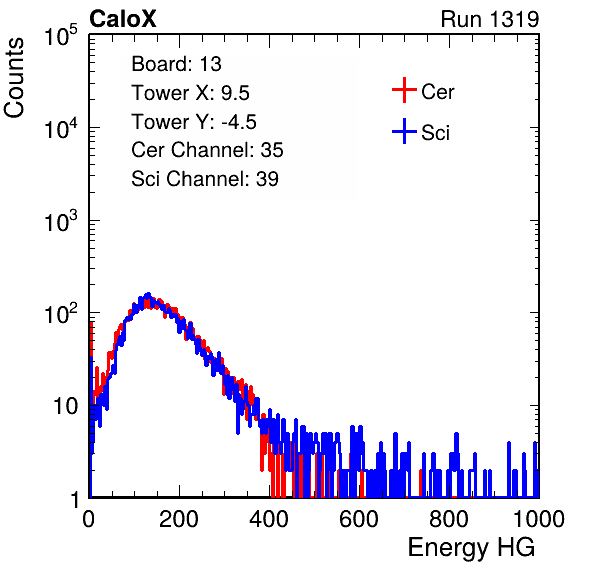 CaloX Run 1319
Counts
Board: 13
Tower X: 9.5
Tower Y: -4.5
Cer Channel: 35
Sci Channel: 39
Cer
Sci
10^5
10^4
10^3
10^2
10
1
0 200 400 600 800 1000
Energy HG